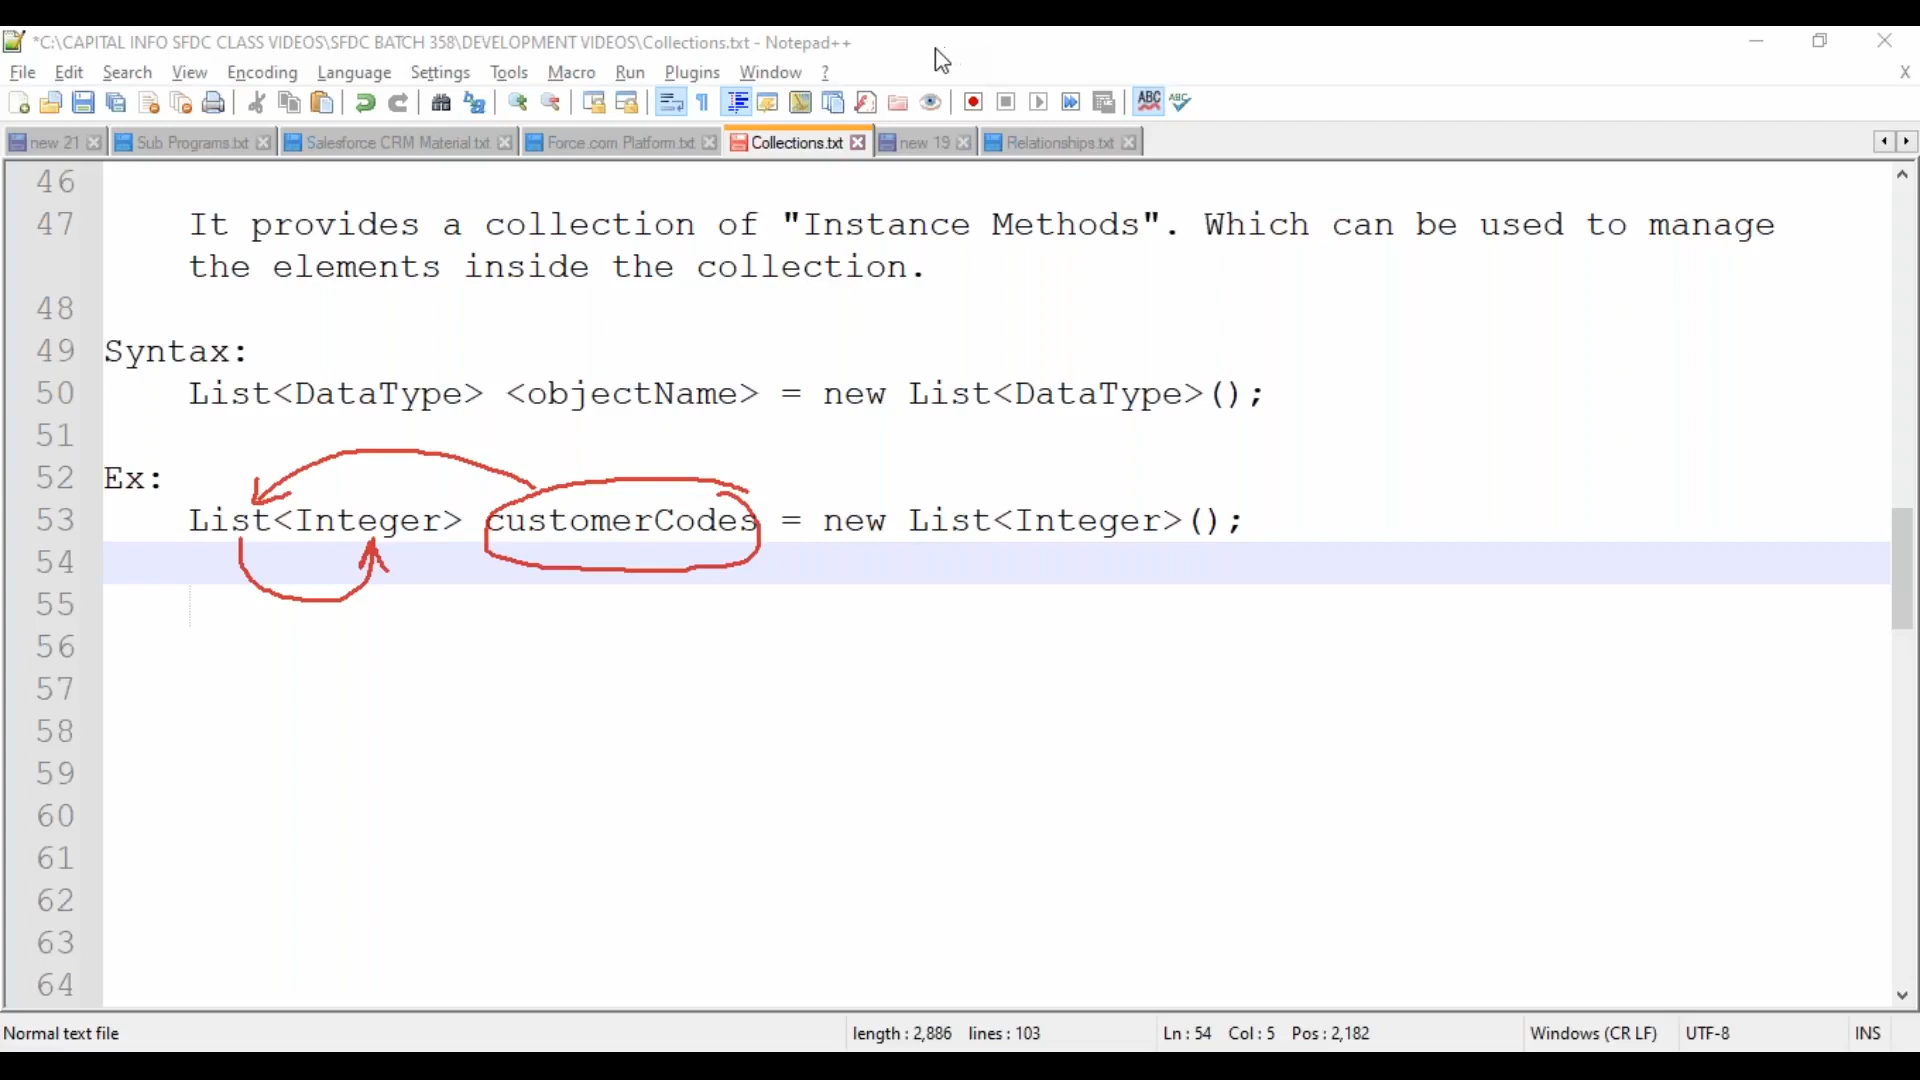 *C:\CAPITAL INFO SFDC CLASS VIDEOS\SFDC BATCH 358\DEVELOPMENT VIDEOS\Collections.txt - Notepad++
File Edit Search View Encoding Language Settings Tools Macro Run Plugins Window ? X
new 21 Sub Programs.txt Salesforce CRM Material.txt Force.com Platform.txt Collections.txt new 19 Relationships.txt
46
47 It provides a collection of "Instance Methods". Which can be used to manage
the elements inside the collection.
48
49 Syntax:
50 List<DataType> <objectName> = new List<DataType>();
51
52 Ex:
53 List<Integer> customerCodes = new List<Integer>();
54
55
56
57
58
59
60
61
62
63
64
Normal text file length : 2,886 lines : 103 Ln : 54 Col : 5 Pos : 2,182 Windows (CR LF) UTF-8 INS